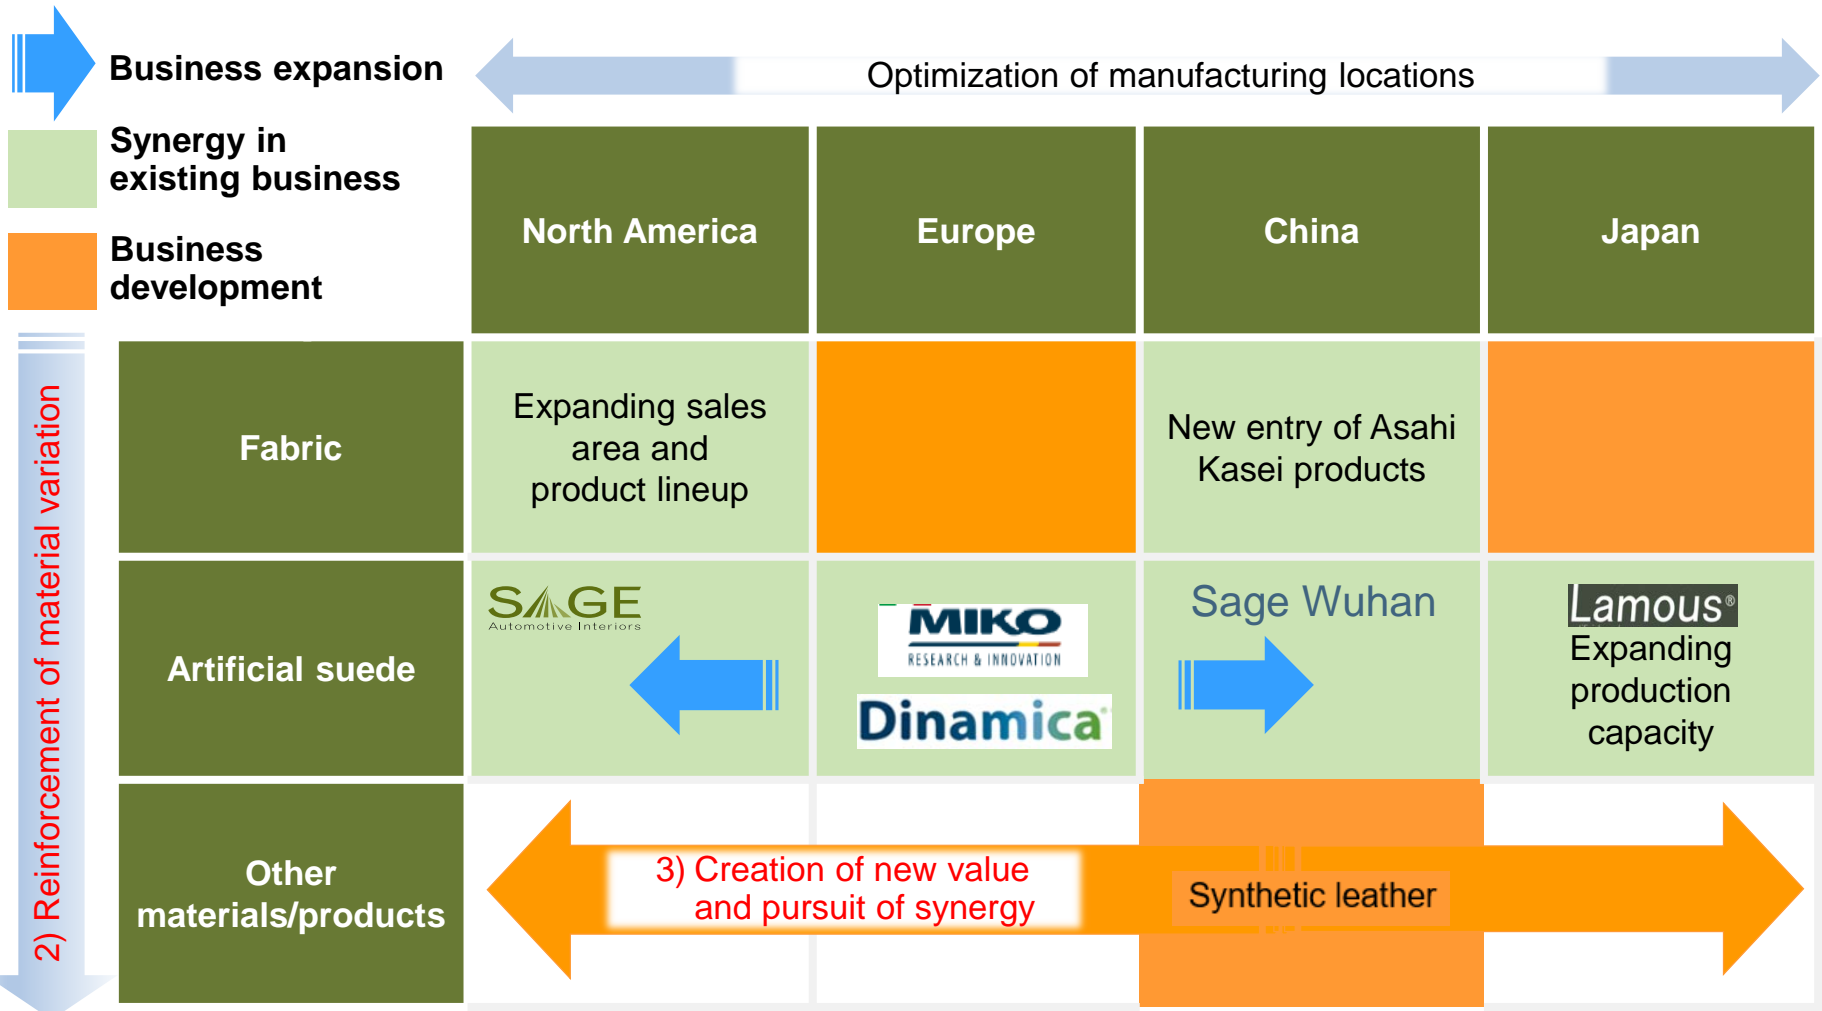 Business expansion
Optimization of manufacturing locations
Synergy in
existing business
Business
development
North America
Europe
China
Japan
2) Reinforcement of material variation
Fabric
Expanding sales
area and
product lineup
New entry of Asahi
Kasei products
Artificial suede
SAGE
Automotive Interiors
MIKO
RESEARCH & INNOVATION
Dinamica
Sage Wuhan
Lamous®
Expanding
production
capacity
Other
materials/products
3) Creation of new value
and pursuit of synergy
Synthetic leather